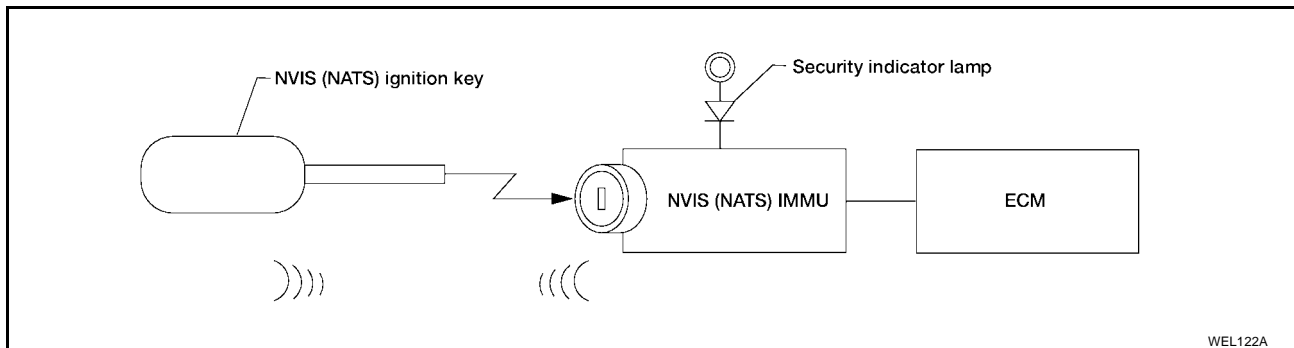 NVIS (NATS) ignition key
Security indicator lamp
NVIS (NATS) IMMU
ECM
WEL122A